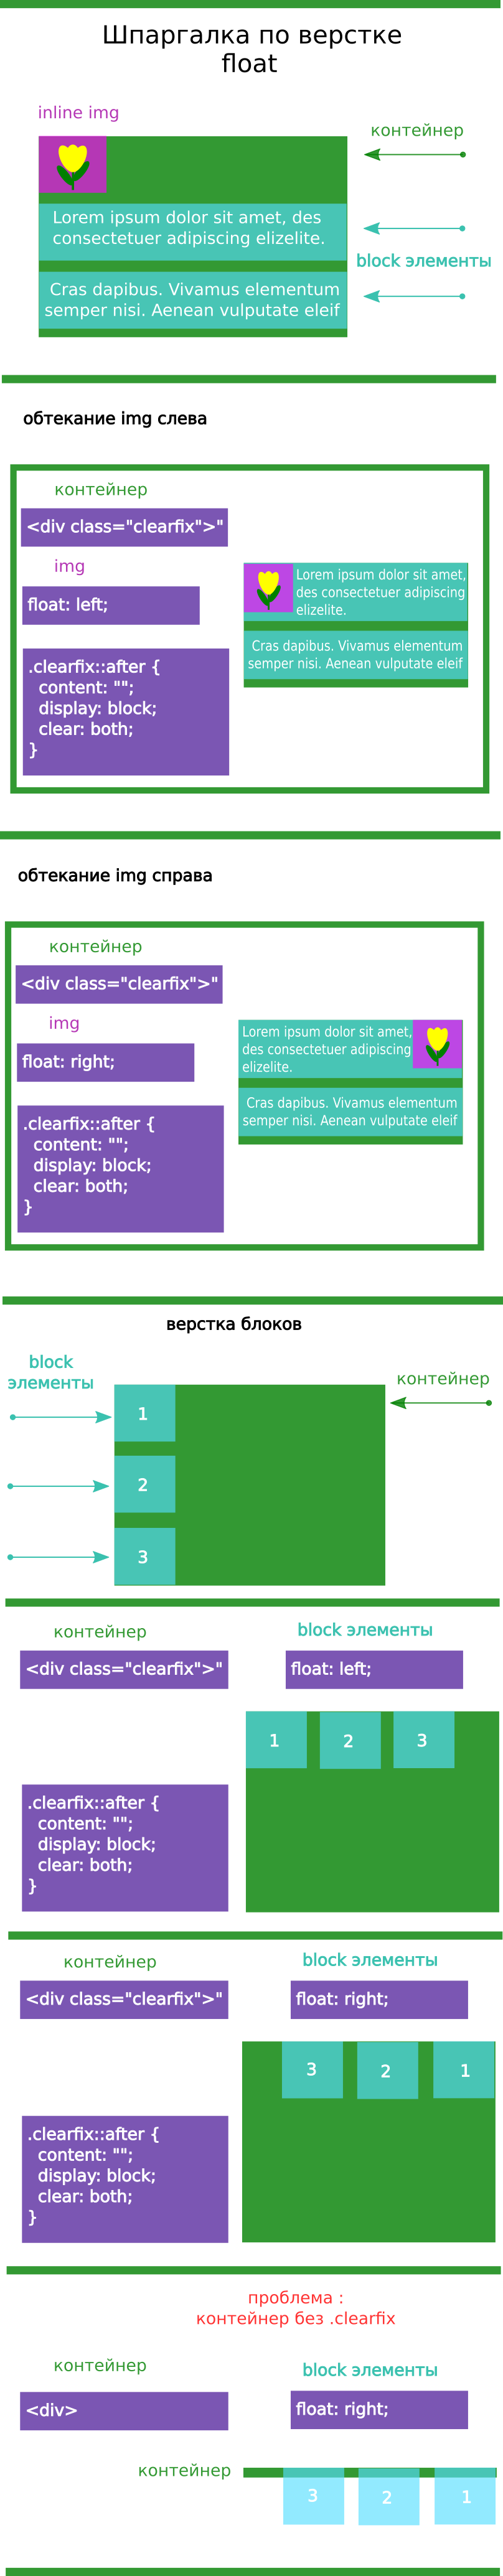 Шпаргалка по верстке
float
inline img
контейнер
Lorem ipsum dolor sit amet, des
consectetuer adipiscing elizelite.
block элементы
Cras dapibus. Vivamus elementum
semper nisi. Aenean vulputate eleif
обтекание img слева
контейнер
<div class="clearfix">"
img
float: left;
.clearfix::after {
content: "";
display: block;
clear: both;
}
Lorem ipsum dolor sit amet,
des consectetuer adipiscing
elizelite.
Cras dapibus. Vivamus elementum
semper nisi. Aenean vulputate eleif
обтекание img справа
контейнер
<div class="clearfix">"
img
float: right;
.clearfix::after {
content: "";
display: block;
clear: both;
}
Lorem ipsum dolor sit amet,
des consectetuer adipiscing
elizelite.
Cras dapibus. Vivamus elementum
semper nisi. Aenean vulputate eleif
верстка блоков
block
элементы
контейнер
1
2
3
контейнер
<div class="clearfix">"
block элементы
float: left;
1 2 3
.clearfix::after {
content: "";
display: block;
clear: both;
}
контейнер
<div class="clearfix">"
block элементы
float: right;
3 2 1
.clearfix::after {
content: "";
display: block;
clear: both;
}
проблема :
контейнер без .clearfix
контейнер
<div>
block элементы
float: right;
контейнер
3 2 1